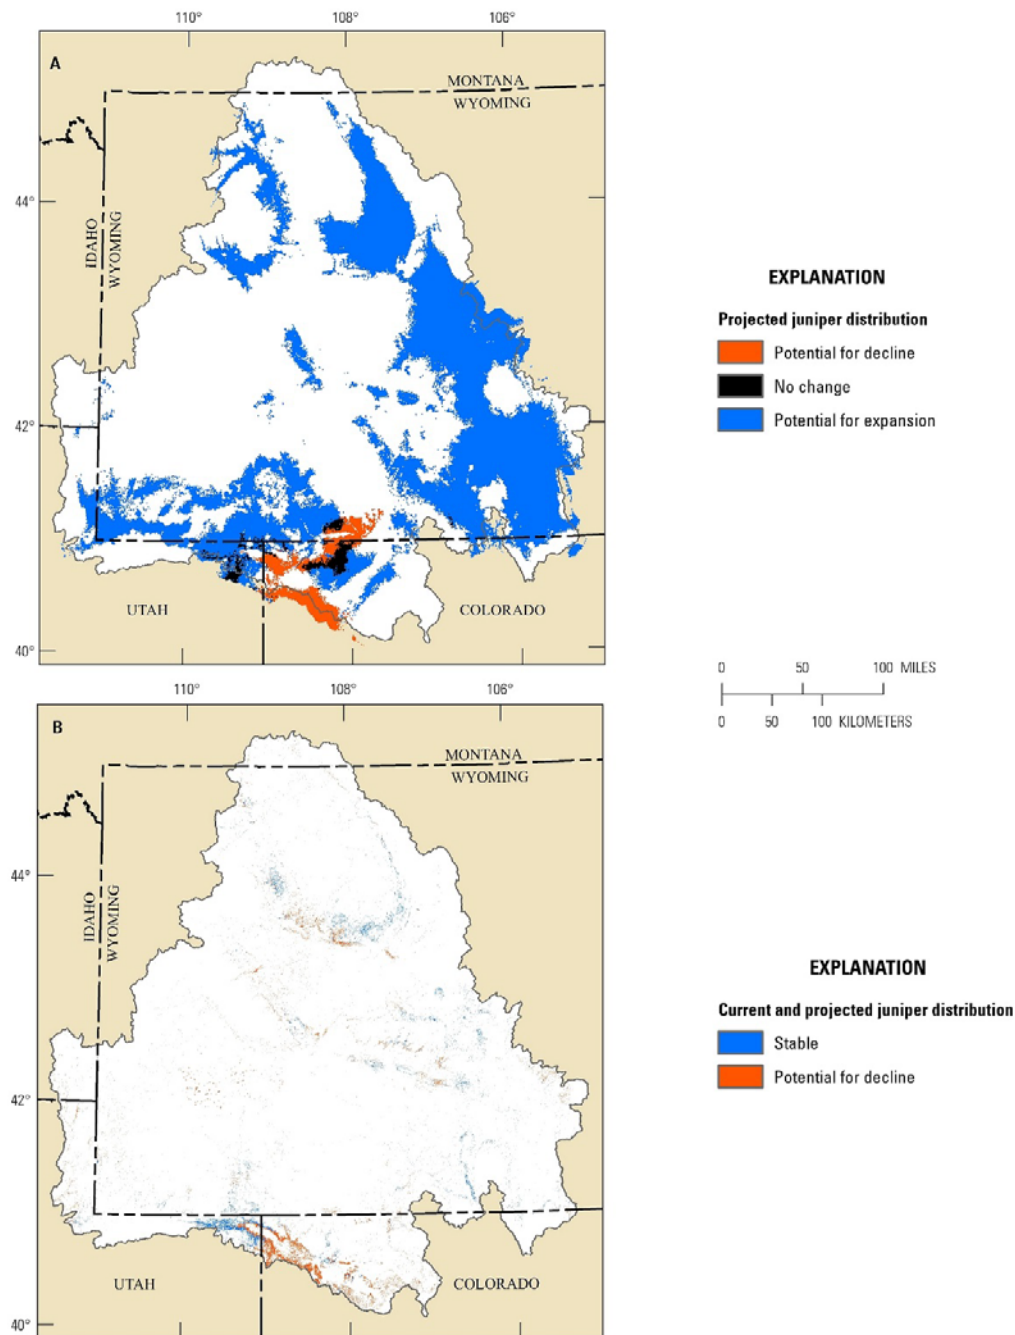 110°
108°
106°
A
MONTANA
WYOMING
44°
IDAHO
WYOMING
42°
UTAH
COLORADO
40°
EXPLANATION
Projected juniper distribution
Potential for decline
No change
Potential for expansion
0 50 100 MILES
0 50 100 KILOMETERS
110°
108°
106°
B
MONTANA
WYOMING
44°
IDAHO
WYOMING
42°
UTAH
COLORADO
40°
EXPLANATION
Current and projected juniper distribution
Stable
Potential for decline